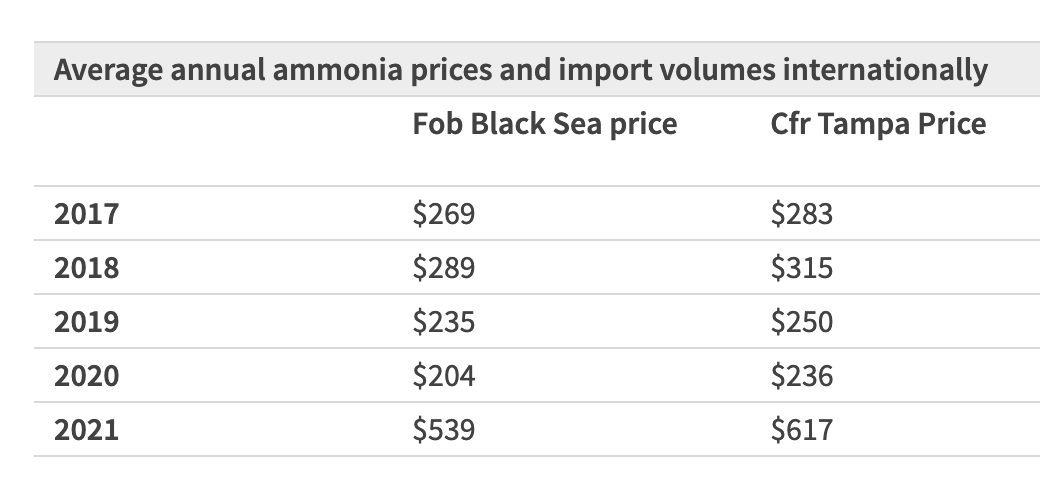 Average annual ammonia prices and import volumes internationally
Fob Black Sea price Cfr Tampa Price
2017 $269 $283
2018 $289 $315
2019 $235 $250
2020 $204 $236
2021 $539 $617